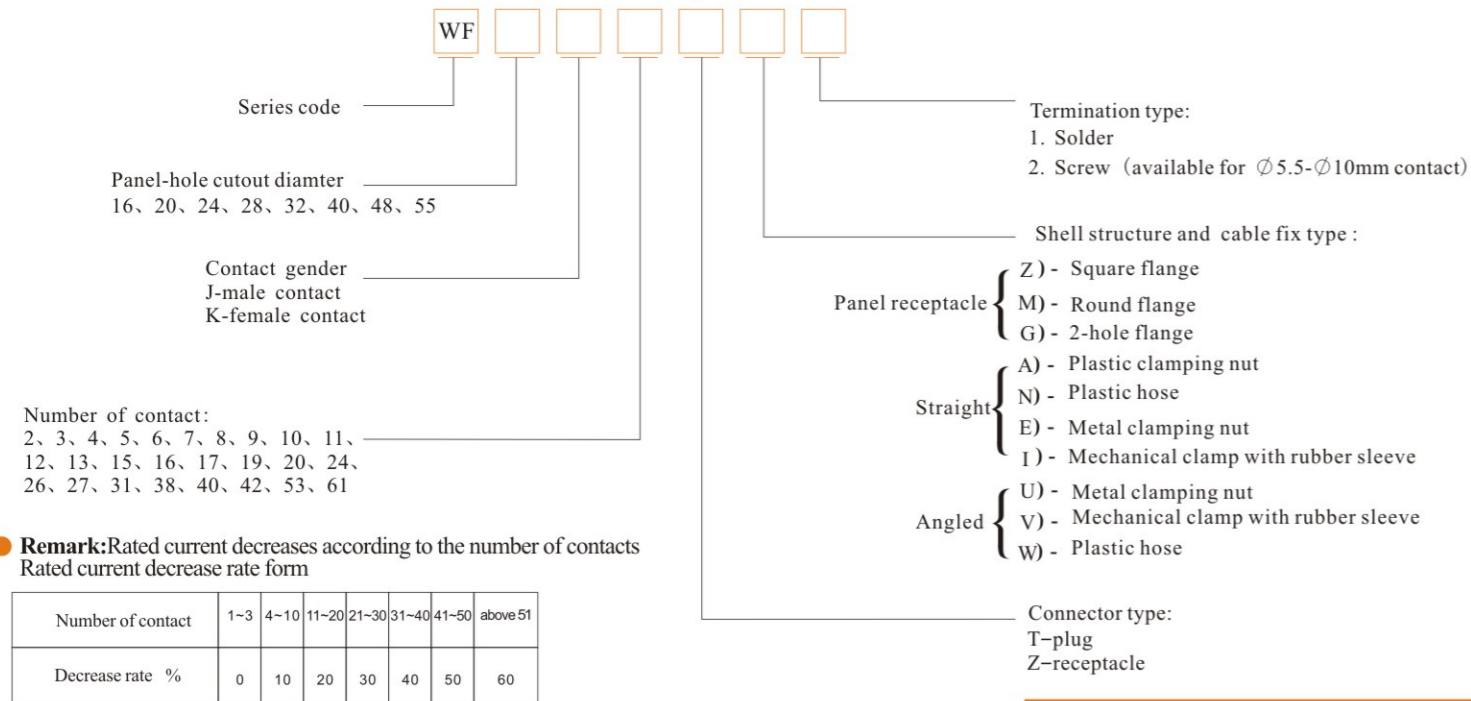 WF
Series code
Panel-hole cutout diamter
16、20、24、28、32、40、48、55
Contact gender
J-male contact
K-female contact
Number of contact:
2、3、4、5、6、7、8、9、10、11、
12、13、15、16、17、19、20、24、
26、27、31、38、40、42、53、61
Termination type:
1. Solder
2. Screw（available for ∅5.5-∅10mm contact）
Shell structure and cable fix type :
Panel receptacle
Z) - Square flange
M) - Round flange
G) - 2-hole flange
Straight
A) - Plastic clamping nut
N) - Plastic hose
E) - Metal clamping nut
I) - Mechanical clamp with rubber sleeve
Angled
U) - Metal clamping nut
V) - Mechanical clamp with rubber sleeve
W) - Plastic hose
Connector type:
T-plug
Z-receptacle
Remark:Rated current decreases according to the number of contacts
Rated current decrease rate form
Number of contact 1~3 4~10 11~20 21~30 31~40 41~50 above 51
Decrease rate % 0 10 20 30 40 50 60